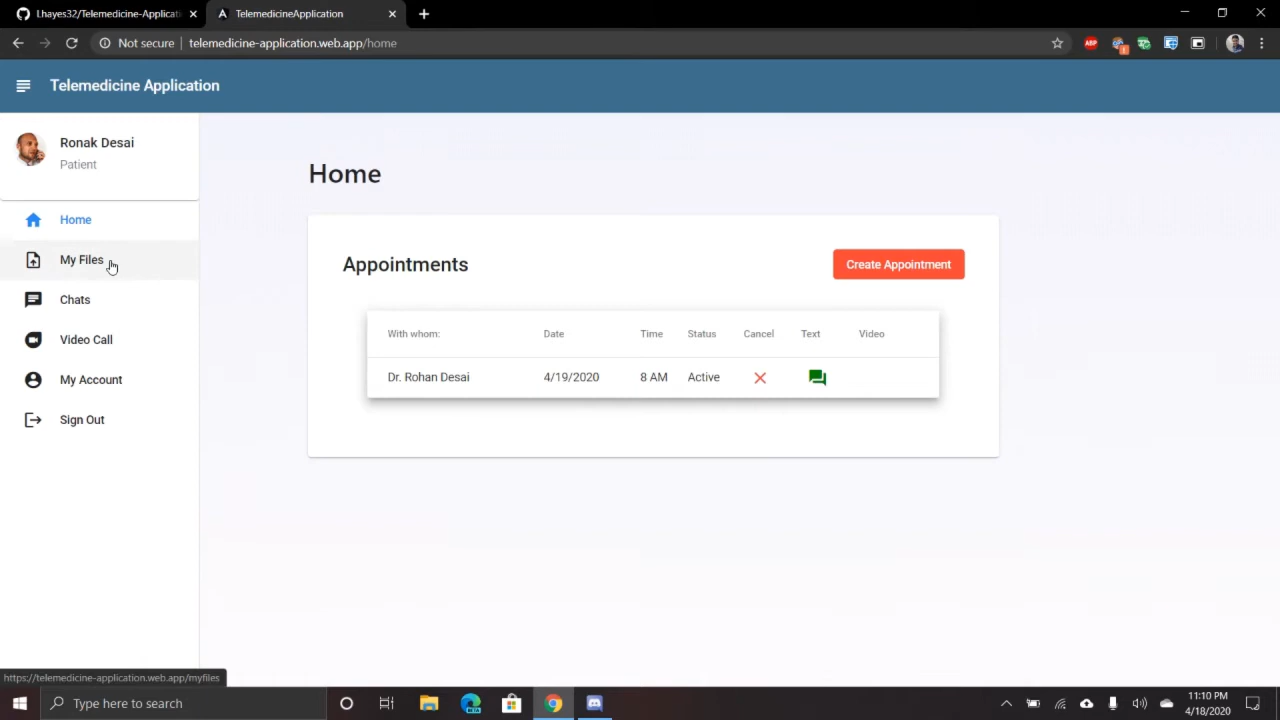 Lhayes32/Telemedicine-Applicati
TelemedicineApplication
Not secure | telemedicine-application.web.app/home
ABP
Telemedicine Application
Ronak Desai
Patient
Home
My Files
Chats
Video Call
My Account
Sign Out
Home
Appointments
Create Appointment
With whom: Date Time Status Cancel Text Video
Dr. Rohan Desai 4/19/2020 8 AM Active
https://telemedicine-application.web.app/myfiles
Type here to search
11:10 PM
4/18/2020